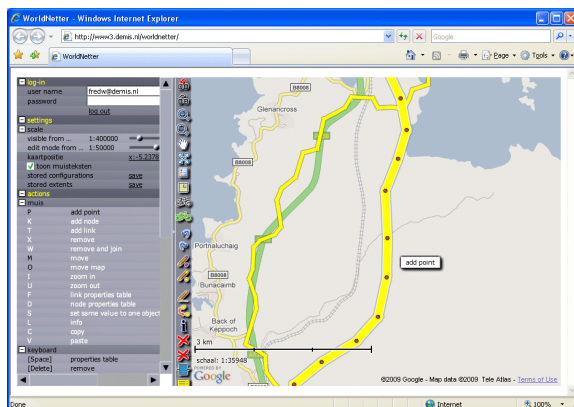 WorldNetter - Windows Internet Explorer
http://www3.demis.nl/worldnetter/
Google
WorldNetter
Page
Tools
log-in
user name fredw@demis.nl
password
log out
settings
scale
visible from ... 1:400000
edit mode from ... 1:50000
kaartpositie x:-5.2378
toon muisteksten
stored configurations save
stored extents save
actions
muis
P add point
K add node
T add link
X remove
W remove and join
M move
O move map
I zoom in
U zoom out
F link properties table
D node properties table
S set same value to one object
L info
C copy
V paste
keyboard
[Space] properties table
[Delete] remove
B8008
Glenancross
B8008
Portnaluchaig
B8008
Bunacaimb
Back of
Keppoch
add point
3 km
schaal: 1:35948
POWERED BY
Google
©2009 Google - Map data ©2009 Tele Atlas - Terms of Use
Done
Internet
100%